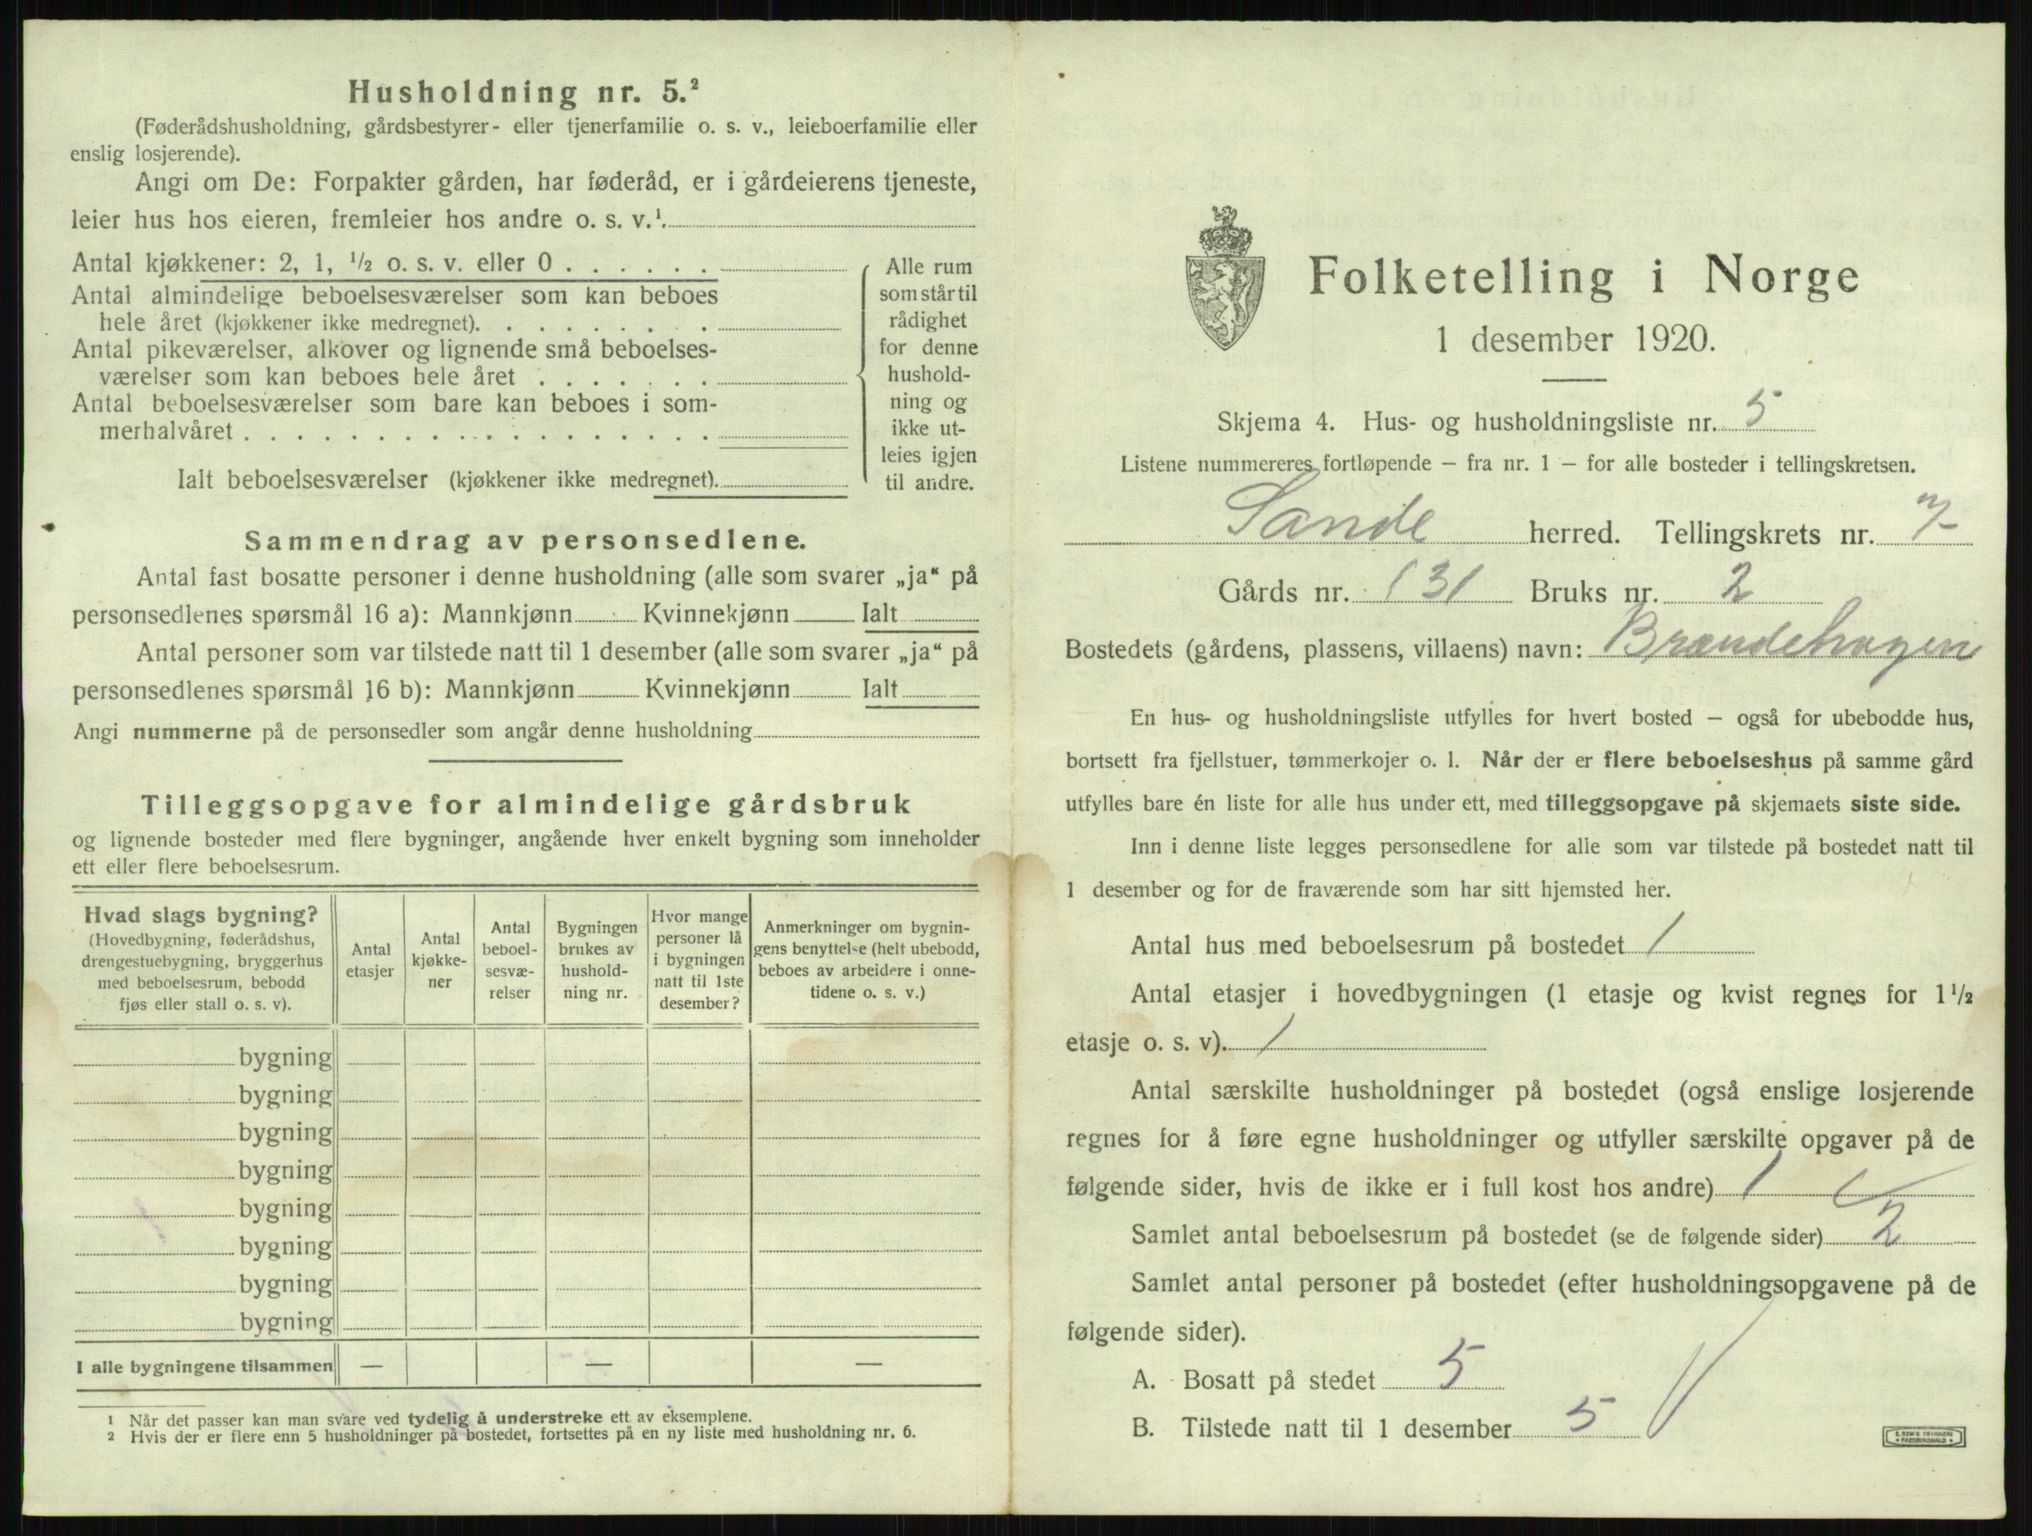 Husholdning nr. 5.²
(Føderådshusholdning, gårdsbestyrer- eller tjenerfamilie o. s. v., leieboerfamilie eller
enslig losjerende).
Angi om De: Forpakter gården, har føderåd, er i gårdeierens tjeneste,
leier hus hos eieren, fremleier hos andre o. s. v.¹.
Antal kjøkkener: 2, 1, ½ o. s. v. eller 0 . . . . . .
Antal almindelige beboelsesværelser som kan beboes
hele året (kjøkkener ikke medregnet). . . . . . . . .
Antal pikeværelser, alkover og lignende små beboelses-
værelser som kan beboes hele året . . . . . . .
Antal beboelsesværelser som bare kan beboes i som-
merhalvåret . . . . . . . . . . . . . . . . . .
Ialt beboelsesværelser (kjøkkener ikke medregnet).
Alle rum
som står til
rådighet
for denne
hushold-
ning og
ikke ut-
leies igjen
til andre.
Sammendrag av personsedlene.
Antal fast bosatte personer i denne husholdning (alle som svarer „ja“ på
personsedlenes spørsmål 16 a): Mannkjønn Kvinnekjønn Ialt
Antal personer som var tilstede natt til 1 desember (alle som svarer „ja“ på
personsedlenes spørsmål 16 b): Mannkjønn Kvinnekjønn Ialt
Angi nummerne på de personsedler som angår denne husholdning
Tilleggsopgave for almindelige gårdsbruk
og lignende bosteder med flere bygninger, angående hver enkelt bygning som inneholder
ett eller flere beboelsesrum.
Hvad slags bygning?
(Hovedbygning, føderådshus,
drengestuebygning, bryggerhus
med beboelsesrum, bebodd
fjøs eller stall o. s. v).
Antal
etasjer
Antal
kjøkke-
ner
Antal
beboel-
sesvæ-
relser
Bygningen
brukes av
hushold-
ning nr.
Hvor mange
personer lå
i bygningen
natt til 1ste
desember?
Anmerkninger om bygnin-
gens benyttelse (helt ubebodd,
beboes av arbeidere i onne-
tidene o. s. v.)
bygning
bygning
bygning
bygning
bygning
bygning
bygning
bygning
I alle bygningene tilsammen — — —
1 Når det passer kan man svare ved tydelig å understreke ett av eksemplene.
2 Hvis der er flere enn 5 husholdninger på bostedet, fortsettes på en ny liste med husholdning nr. 6.
Folketelling i Norge
1 desember 1920.
Skjema 4. Hus- og husholdningsliste nr. 5
Listene nummereres fortløpende — fra nr. 1 — for alle bosteder i tellingskretsen.
Sande herred. Tellingskrets nr. 7
Gårds nr. 131 Bruks nr. 2
Bostedets (gårdens, plassens, villaens) navn: Brandehagen
En hus- og husholdningsliste utfylles for hvert bosted — også for ubebodde hus,
bortsett fra fjellstuer, tømmerkojer o. l. Når der er flere beboelseshus på samme gård
utfylles bare én liste for alle hus under ett, med tilleggsopgave på skjemaets siste side.
Inn i denne liste legges personsedlene for alle som var tilstede på bostedet natt til
1 desember og for de fraværende som har sitt hjemsted her.
Antal hus med beboelsesrum på bostedet 1
Antal etasjer i hovedbygningen (1 etasje og kvist regnes for 1½
etasje o. s. v). 1
Antal særskilte husholdninger på bostedet (også enslige losjerende
regnes for å føre egne husholdninger og utfyller særskilte opgaver på de
følgende sider, hvis de ikke er i full kost hos andre) 1
Samlet antal beboelsesrum på bostedet (se de følgende sider) 2
Samlet antal personer på bostedet (efter husholdningsopgavene på de
følgende sider).
A. Bosatt på stedet 5
B. Tilstede natt til 1 desember 5
E. SEM'S TRYKKERI
FREDRIKSHALD